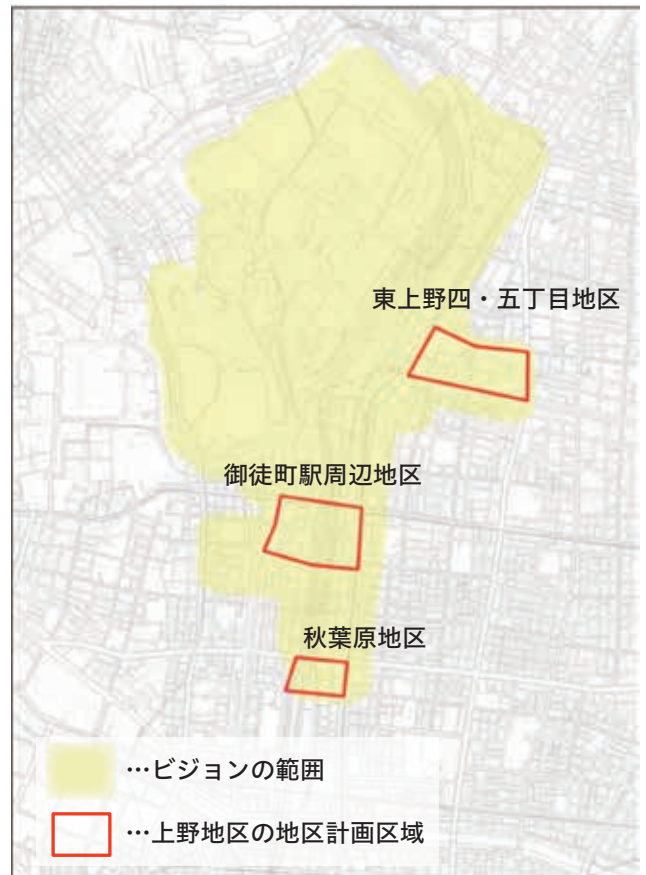 東上野四・五丁目地区
御徒町駅周辺地区
秋葉原地区
…ビジョンの範囲
…上野地区の地区計画区域